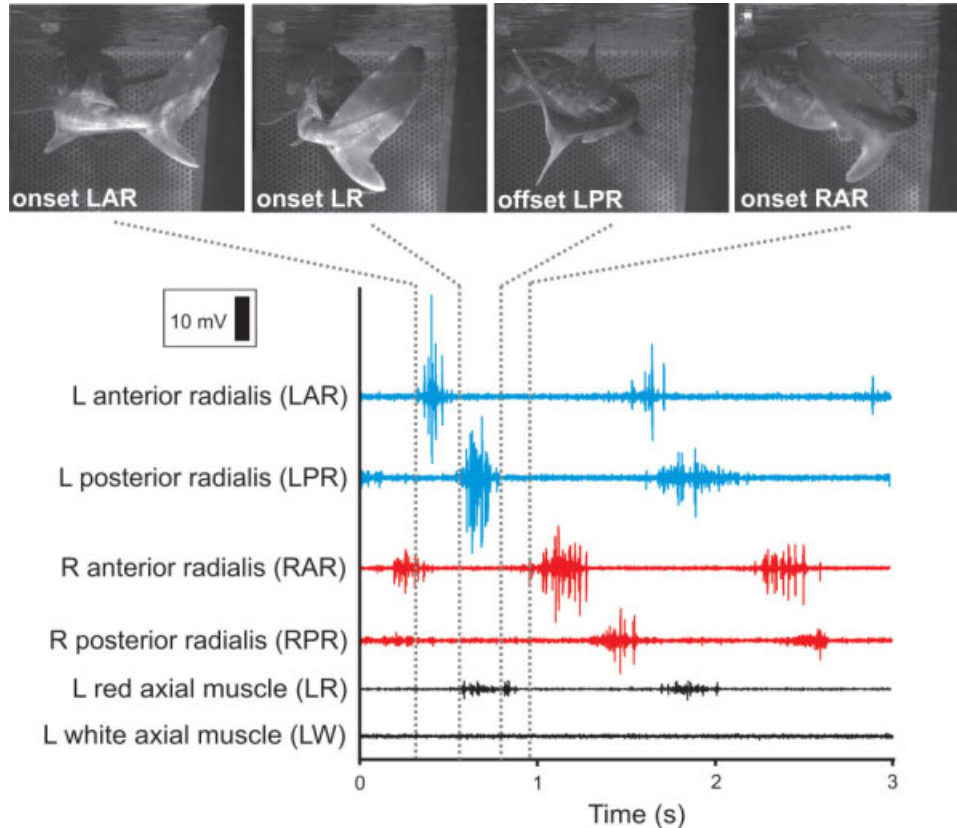 onset LAR
onset LR
offset LPR
onset RAR
10 mV
L anterior radialis (LAR)
L posterior radialis (LPR)
R anterior radialis (RAR)
R posterior radialis (RPR)
L red axial muscle (LR)
L white axial muscle (LW)
0
1
2
3
Time (s)